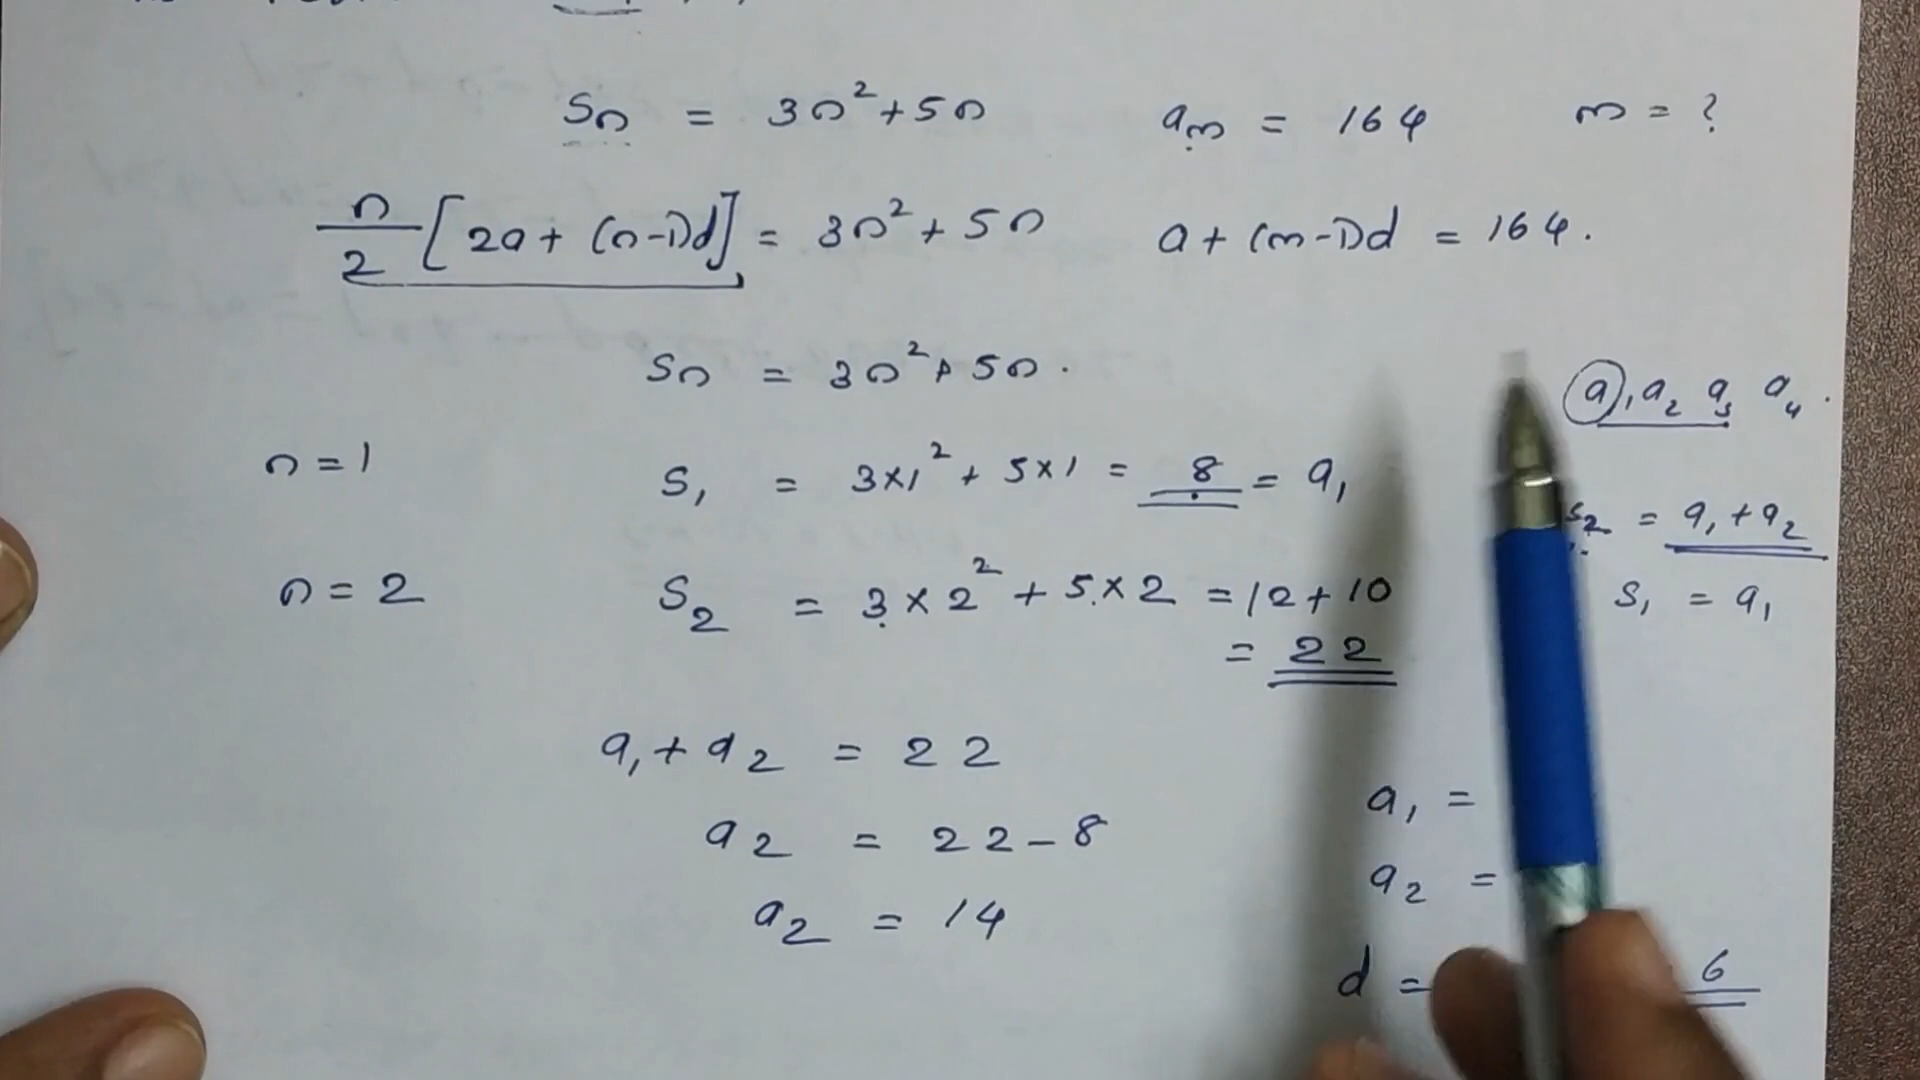 Sn = 3n² + 5n    am = 164    m = ?
n/2 [2a + (n-1)d] = 3n² + 5n    a + (m-1)d = 164.
Sn = 3n² + 5n.    a₁, a₂ a₃ a₄.
n = 1    S₁ = 3×1² + 5×1 = 8 = a₁
S₂ = a₁ + a₂
n = 2    S₂ = 3 × 2² + 5 × 2 = 12 + 10    S₁ = a₁
= 22
a₁ + a₂ = 22
a₁ =
a₂ = 22 - 8
a₂ =
a₂ = 14
d = 6